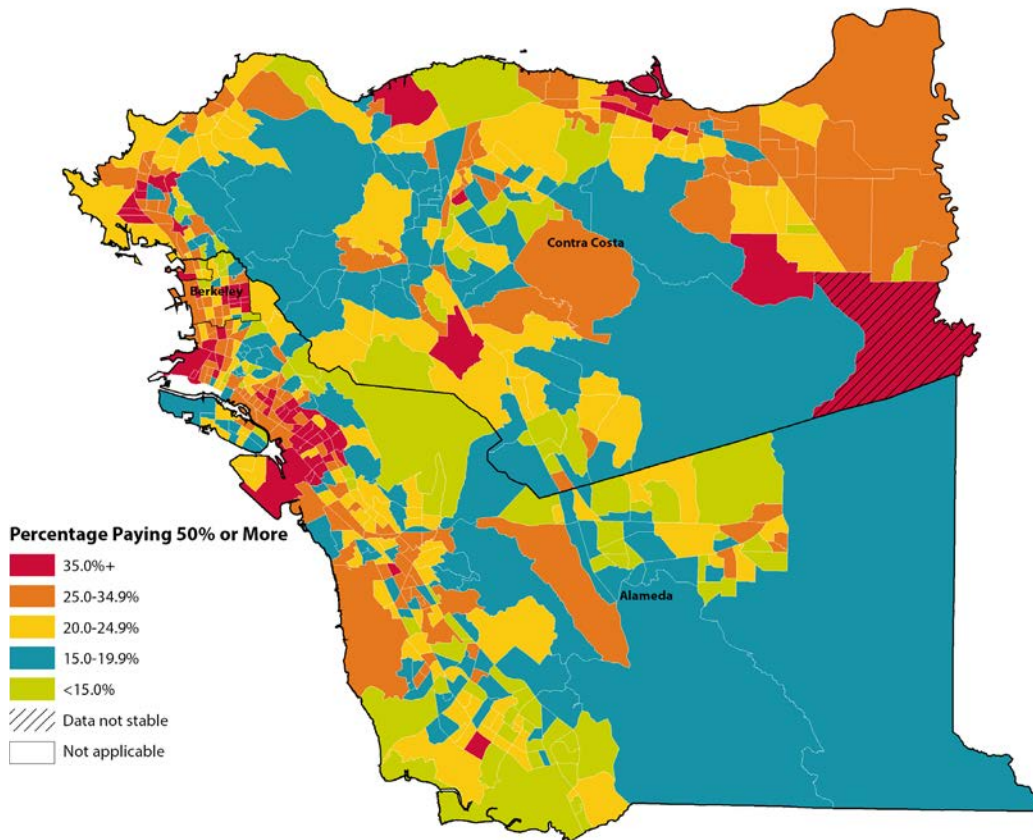 Contra Costa
Berkeley
Percentage Paying 50% or More
35.0%+
25.0-34.9%
Alameda
20.0-24.9%
15.0-19.9%
<15.0%
Data not stable
Not applicable